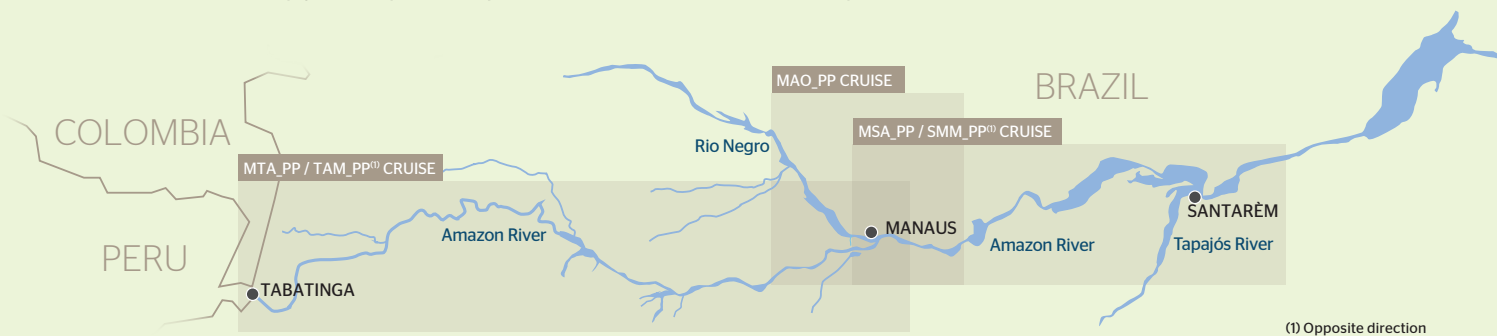 MAO_PP CRUISE
BRAZIL
COLOMBIA
MSA_PP / SMM_PP(1) CRUISE
Rio Negro
MTA_PP / TAM_PP(1) CRUISE
SANTARÈM
MANAUS
Amazon River
Amazon River
Tapajós River
PERU
TABATINGA
(1) Opposite direction